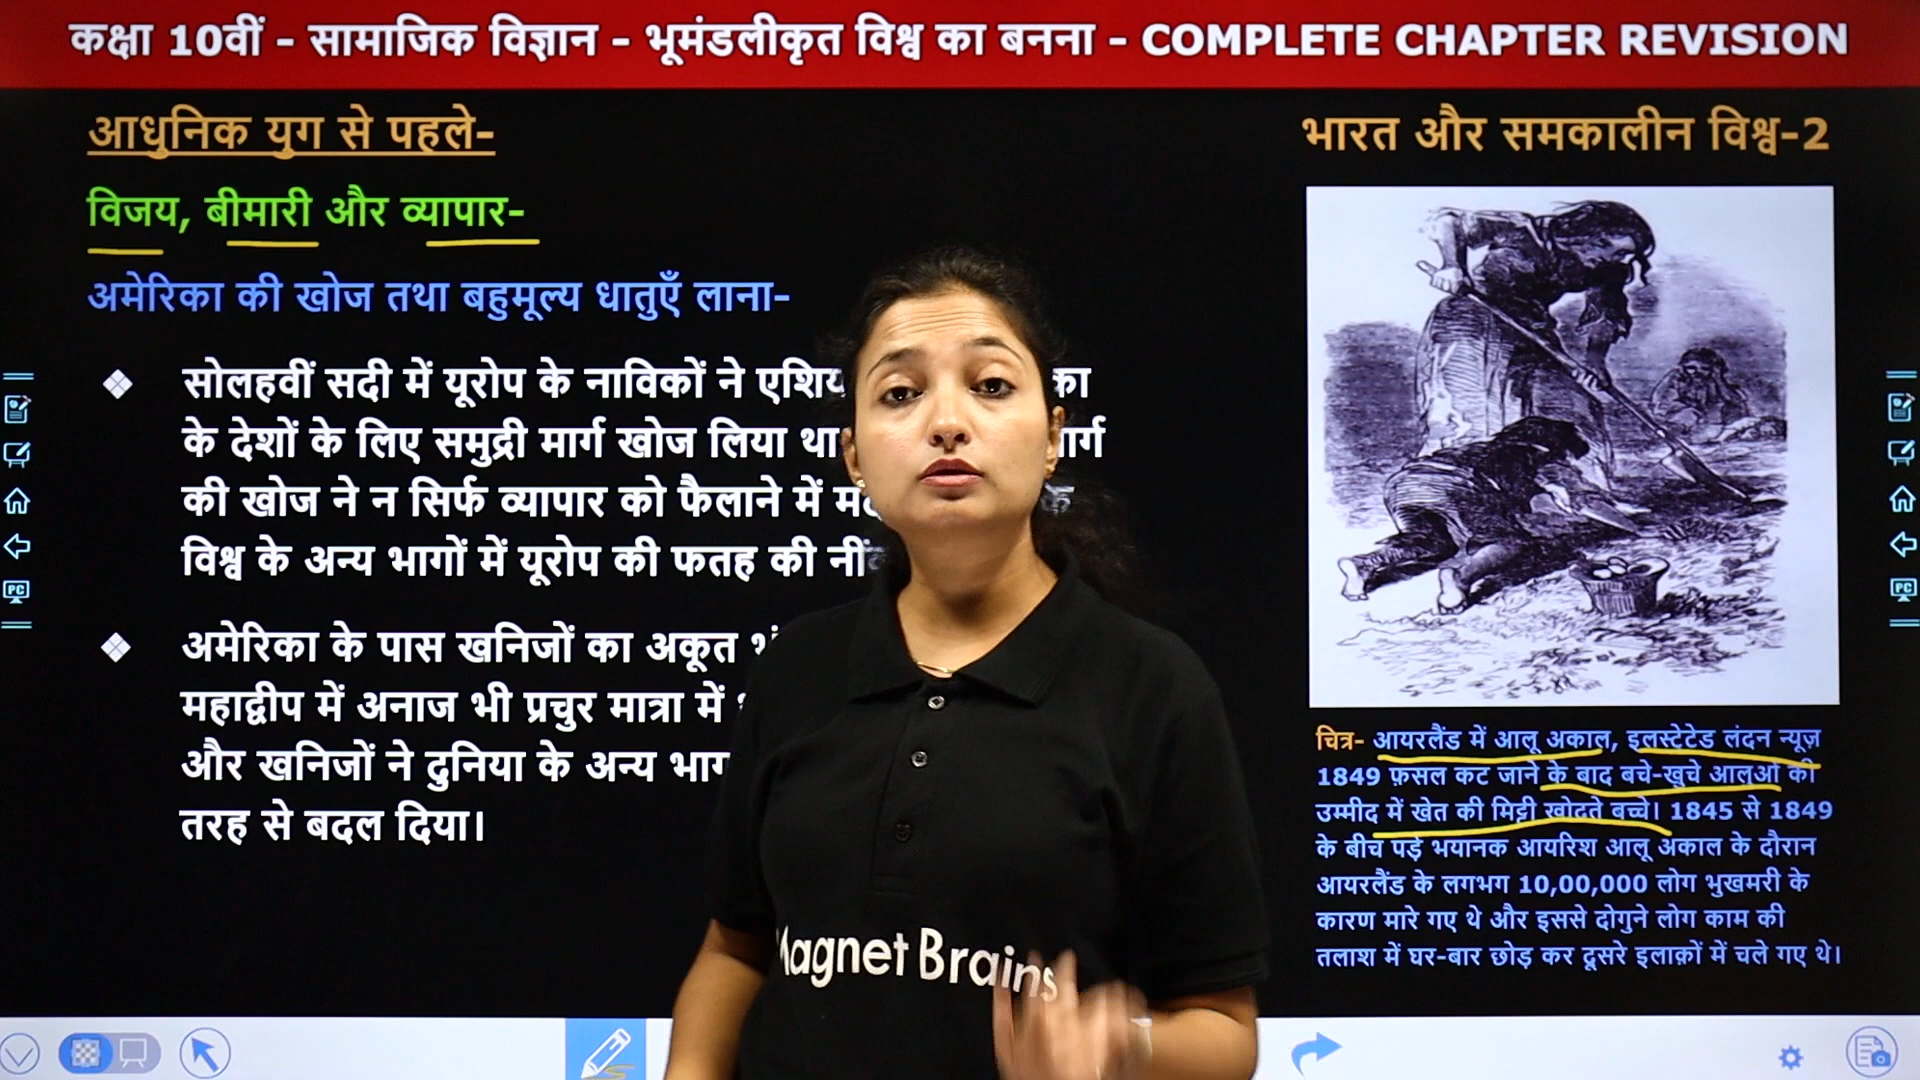 कक्षा 10वीं - सामाजिक विज्ञान - भूमंडलीकृत विश्व का बनना - COMPLETE CHAPTER REVISION
आधुनिक युग से पहले-
विजय, बीमारी और व्यापार-
अमेरिका की खोज तथा बहुमूल्य धातुएँ लाना-
सोलहवीं सदी में यूरोप के नाविकों ने का
के देशों के लिए समुद्री मार्ग खोज लिया था
की खोज ने न सिर्फ व्यापार को फैलाने में
विश्व के अन्य भागों में यूरोप की फतह की
अमेरिका के पास खनिजों का अकूत
महाद्वीप में अनाज भी प्रचुर मात्रा में
और खनिजों ने दुनिया के अन्य
तरह से बदल दिया।
भारत और समकालीन विश्व-2
चित्र- आयरलैंड में आलू अकाल, इलस्टेटेड लंदन न्यूज़
1849 फ़सल कट जाने के बाद बचे-खुचे आलओं की
उम्मीद में खेत की मिट्टी खोदते बच्चे। 1845 से 1849
के बीच पड़े भयानक आयरिश आलू अकाल के दौरान
आयरलैंड के लगभग 10,00,000 लोग भुखमरी के
कारण मारे गए थे और इससे दोगुने लोग काम की
तलाश में घर-बार छोड़ कर दूसरे इलाक़ों में चले गए थे।
Magnet Brains
PC
PC